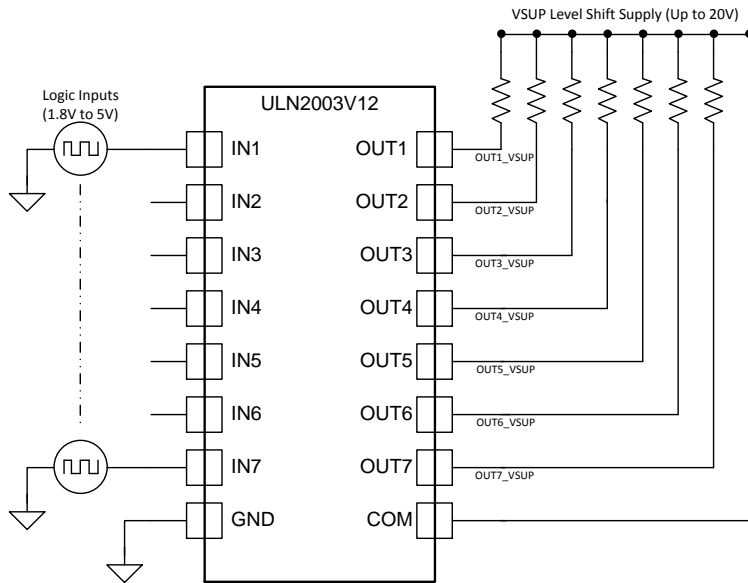 VSUP Level Shift Supply (Up to 20V)
Logic Inputs
(1.8V to 5V)
ULN2003V12
IN1
OUT1
OUT1_VSUP
IN2
OUT2
OUT2_VSUP
IN3
OUT3
OUT3_VSUP
IN4
OUT4
OUT4_VSUP
IN5
OUT5
OUT5_VSUP
IN6
OUT6
OUT6_VSUP
IN7
OUT7
OUT7_VSUP
GND
COM